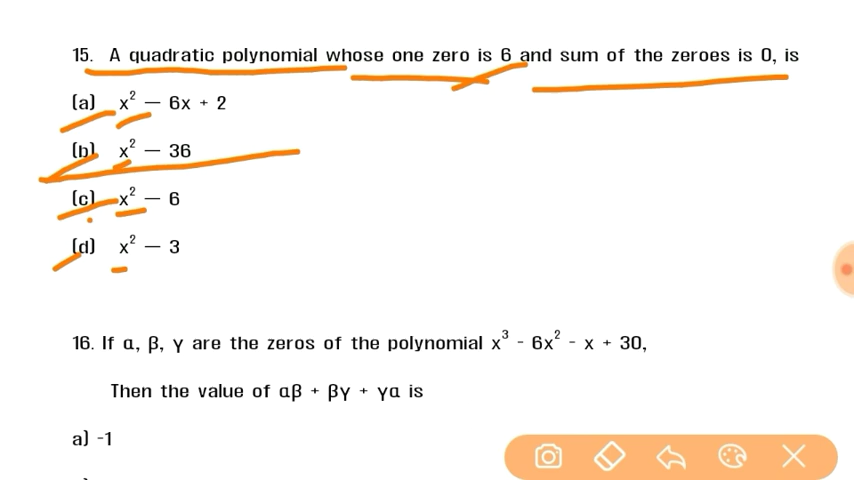 15. A quadratic polynomial whose one zero is 6 and sum of the zeroes is 0, is
(a) x² — 6x + 2
(b) x² — 36
(c) x² — 6
(d) x² — 3
16. If α, β, γ are the zeros of the polynomial x³ - 6x² - x + 30,
Then the value of αβ + βγ + γα is
a) -1